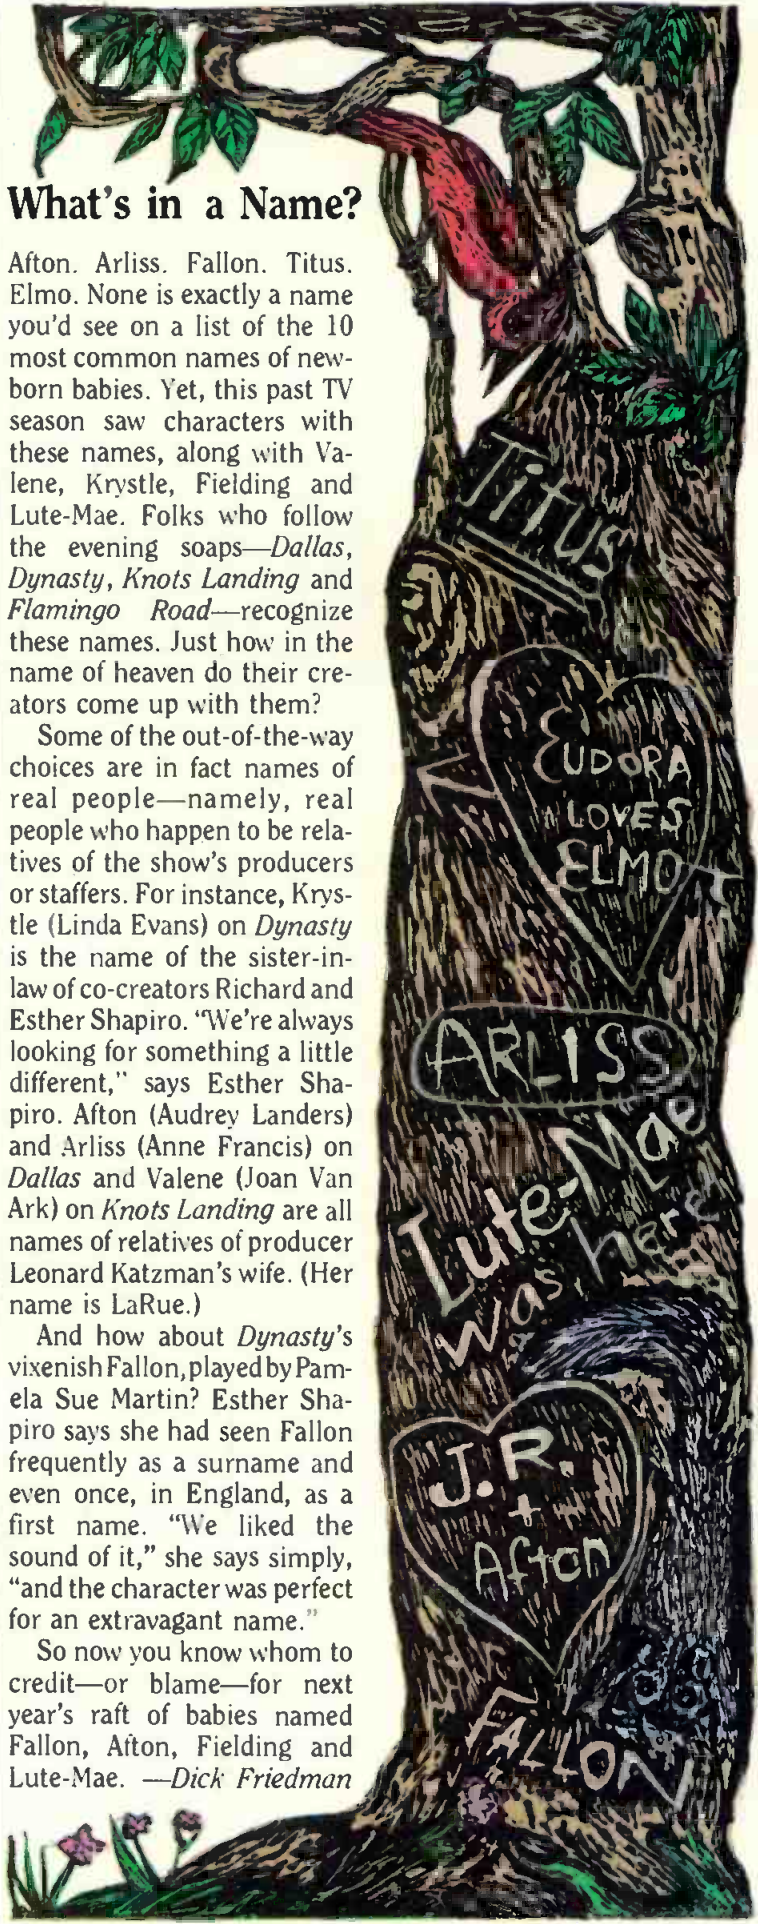 What's in a Name?
Afton. Arliss. Fallon. Titus.
Elmo. None is exactly a name
you'd see on a list of the 10
most common names of new-
born babies. Yet, this past TV
season saw characters with
these names, along with Va-
lene, Krystle, Fielding and
Lute-Mae. Folks who follow
the evening soaps—Dallas,
Dynasty, Knots Landing and
Flamingo Road—recognize
these names. Just how in the
name of heaven do their cre-
ators come up with them?
Some of the out-of-the-way
choices are in fact names of
real people—namely, real
people who happen to be rela-
tives of the show's producers
or staffers. For instance, Krys-
tle (Linda Evans) on Dynasty
is the name of the sister-in-
law of co-creators Richard and
Esther Shapiro. "We're always
looking for something a little
different," says Esther Sha-
piro. Afton (Audrey Landers)
and Arliss (Anne Francis) on
Dallas and Valene (Joan Van
Ark) on Knots Landing are all
names of relatives of producer
Leonard Katzman's wife. (Her
name is LaRue.)
And how about Dynasty's
vixenish Fallon, played by Pam-
ela Sue Martin? Esther Sha-
piro says she had seen Fallon
frequently as a surname and
even once, in England, as a
first name. "We liked the
sound of it," she says simply,
"and the character was perfect
for an extravagant name."
So now you know whom to
credit—or blame—for next
year's raft of babies named
Fallon, Afton, Fielding and
Lute-Mae. —Dick Friedman
Titus
EUDORA
LOVES
ELMO
ARLISS
Lute-Mae
was here
J.R.
+
Afton
FALLON